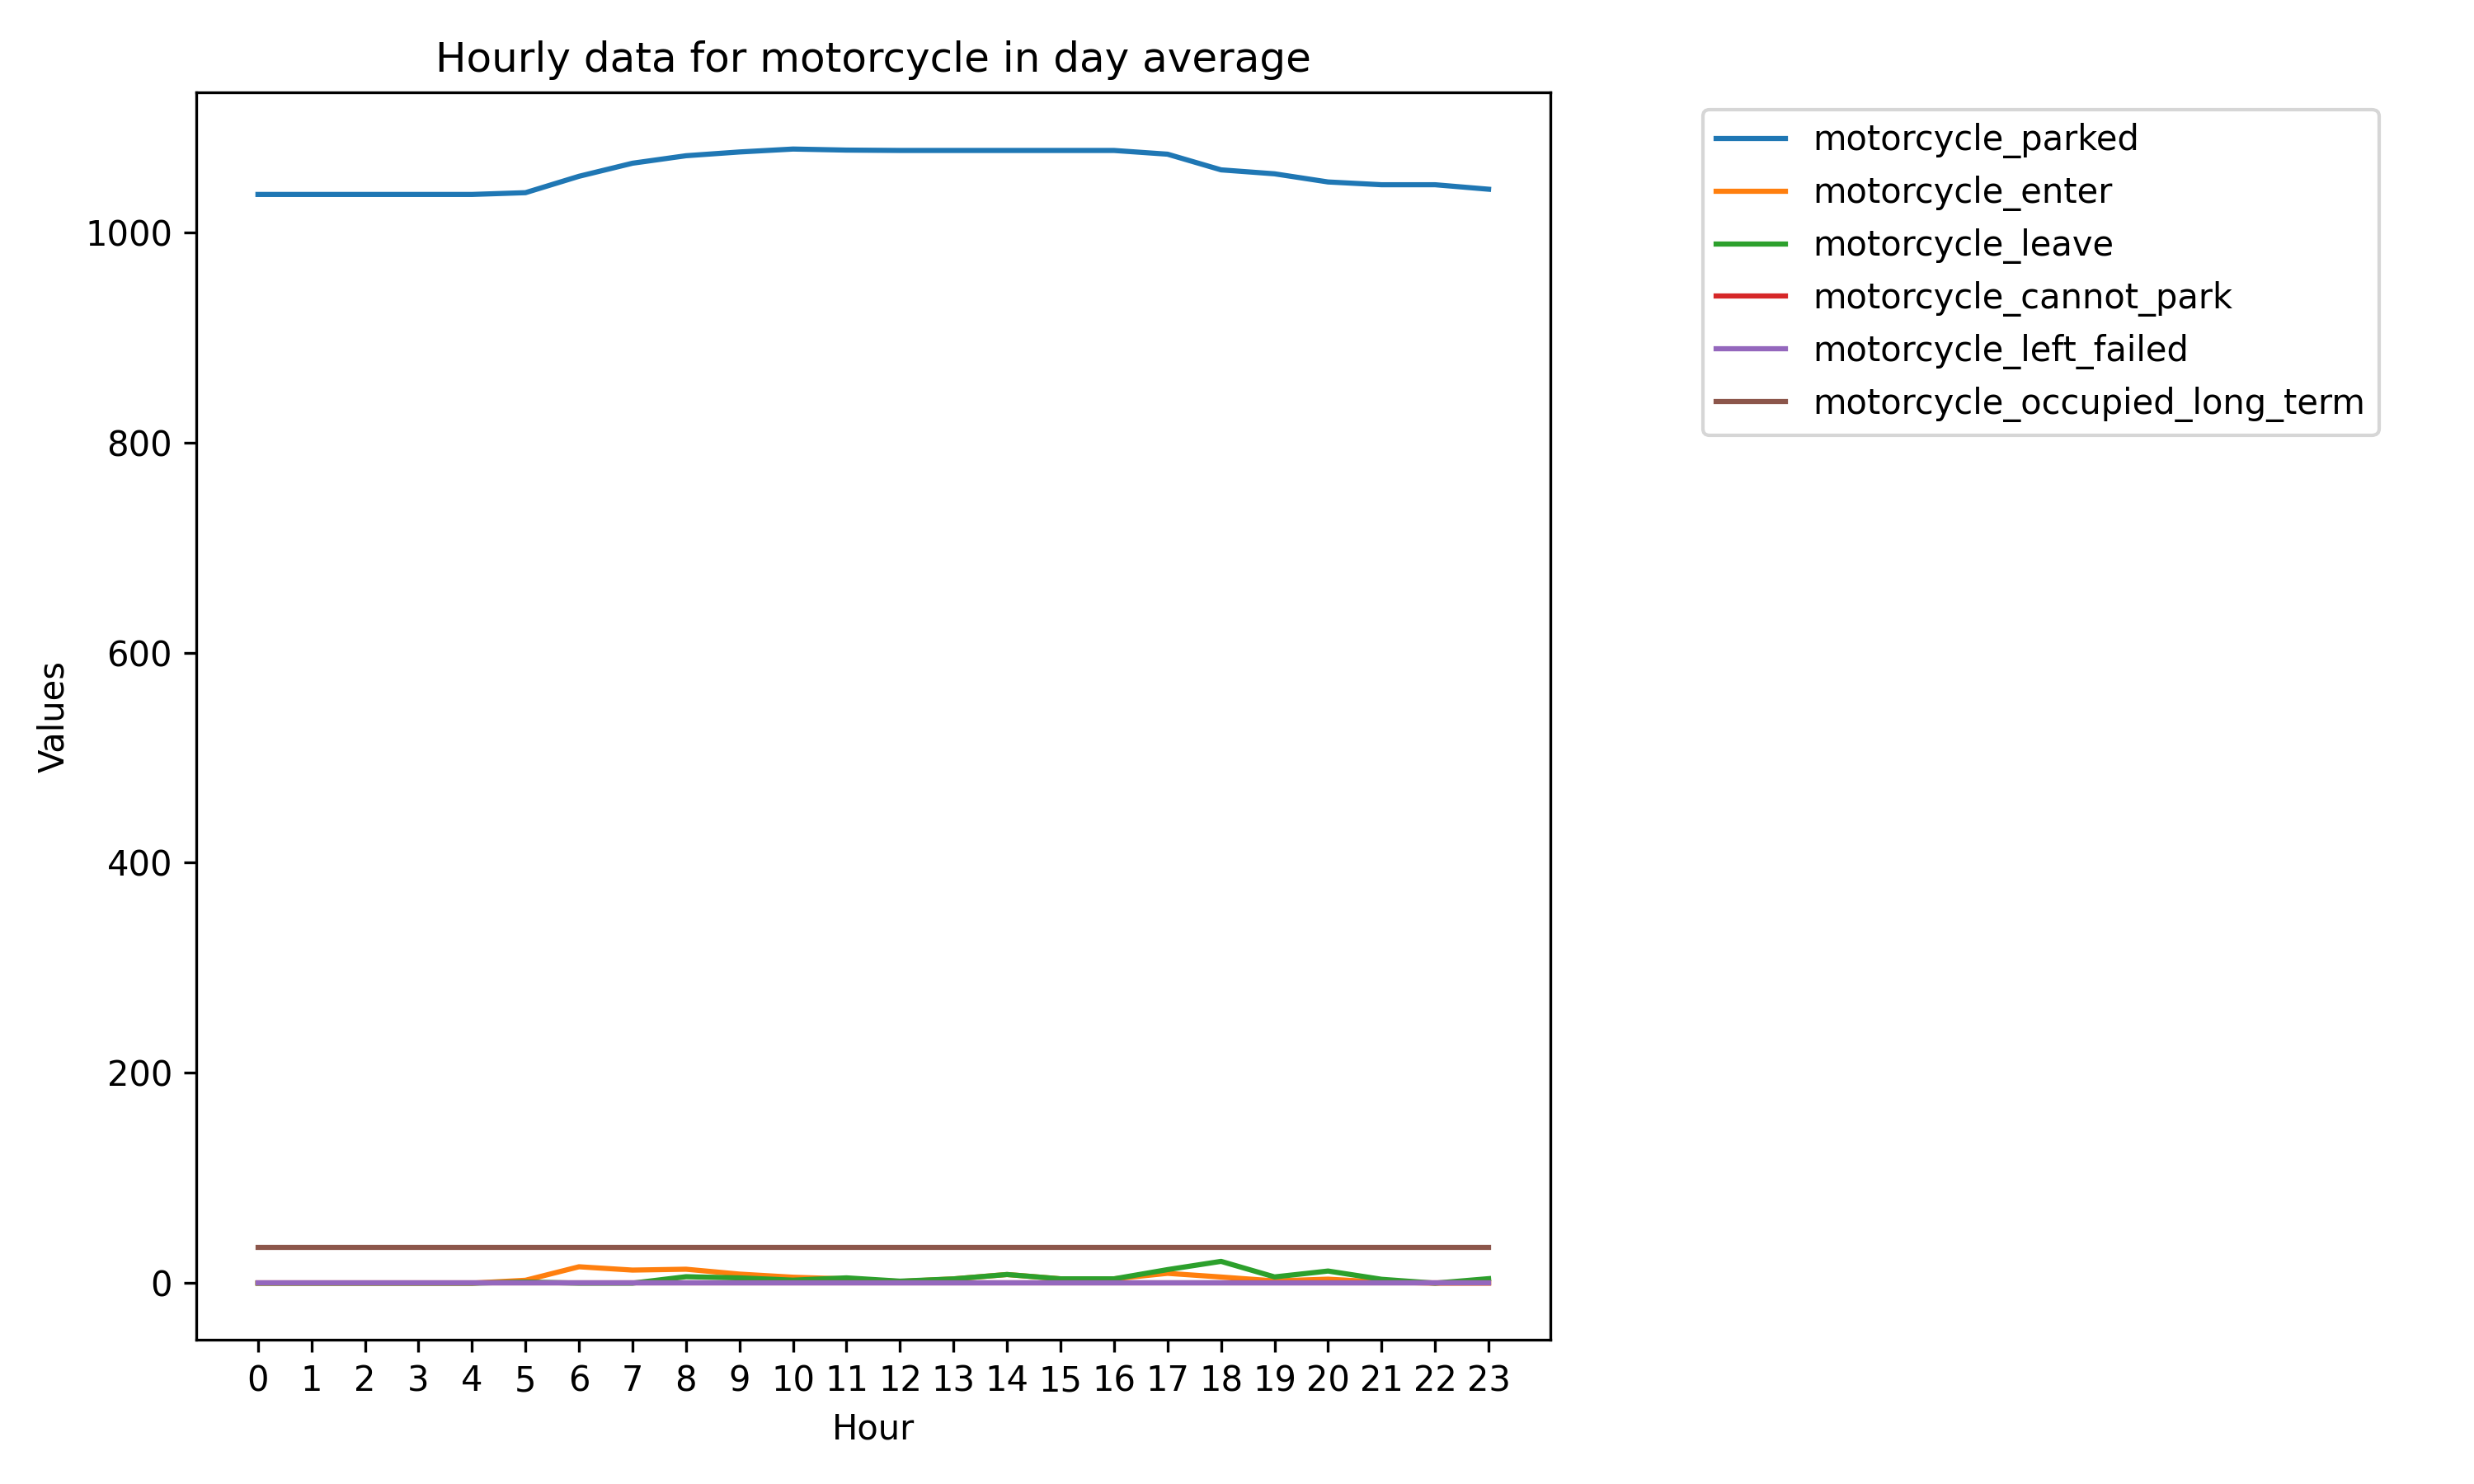 Hourly data for motorcycle in day average
motorcycle_parked
motorcycle_enter
motorcycle_leave
motorcycle_cannot_park
motorcycle_left_failed
motorcycle_occupied_long_term
Values
1000
800
600
400
200
0
0 1 2 3 4 5 6 7 8 9 10 11 12 13 14 15 16 17 18 19 20 21 22 23
Hour